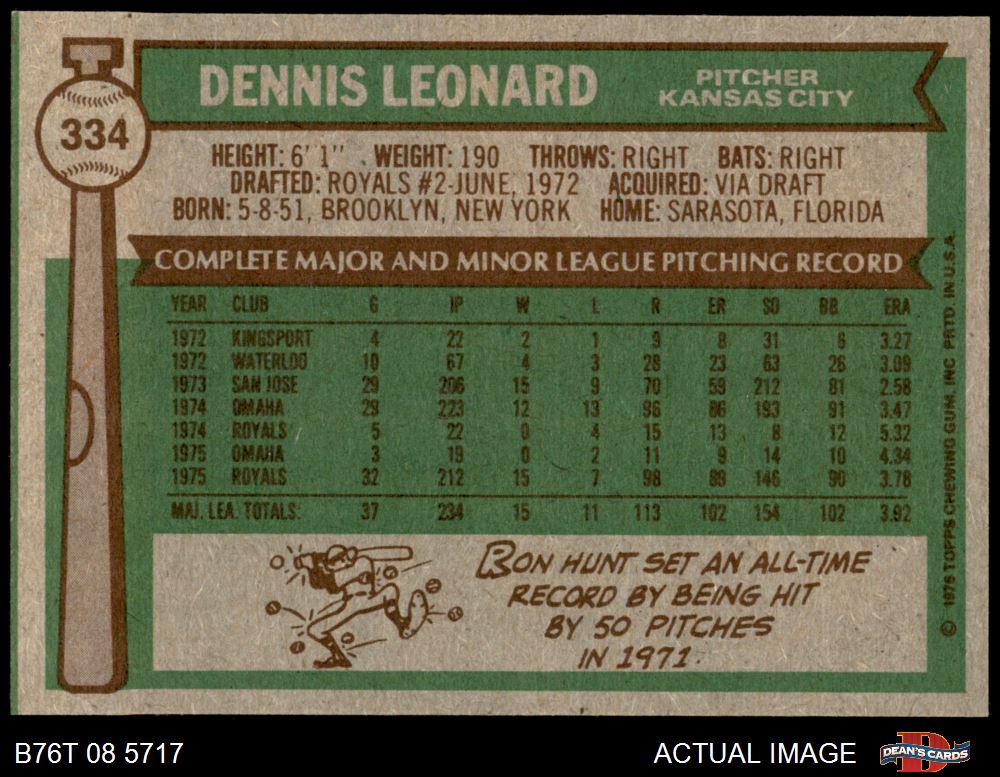 DENNIS LEONARD
PITCHER
KANSAS CITY
334
HEIGHT: 6' 1" WEIGHT: 190 THROWS: RIGHT BATS: RIGHT
DRAFTED: ROYALS #2-JUNE, 1972 ACQUIRED: VIA DRAFT
BORN: 5-8-51, BROOKLYN, NEW YORK HOME: SARASOTA, FLORIDA
COMPLETE MAJOR AND MINOR LEAGUE PITCHING RECORD
YEAR CLUB G IP W L R ER SO BB ERA
1972 KINGSPORT 4 22 2 1 9 8 31 6 3.27
1972 WATERLOO 10 67 4 3 28 23 63 26 3.09
1973 SAN JOSE 29 206 15 9 70 59 212 81 2.58
1974 OMAHA 29 223 12 13 96 86 193 91 3.47
1974 ROYALS 5 22 0 4 15 13 8 12 5.32
1975 OMAHA 3 19 0 2 11 9 14 10 4.34
1975 ROYALS 32 212 15 7 98 89 146 90 3.78
MAJ. LEA. TOTALS: 37 234 15 11 113 102 154 102 3.92
RON HUNT SET AN ALL-TIME
RECORD BY BEING HIT
BY 50 PITCHES
IN 1971.
© 1976 TOPPS CHEWING GUM, INC PRTD. IN U.S.A.
B76T 08 5717
ACTUAL IMAGE
DEAN'S CARDS